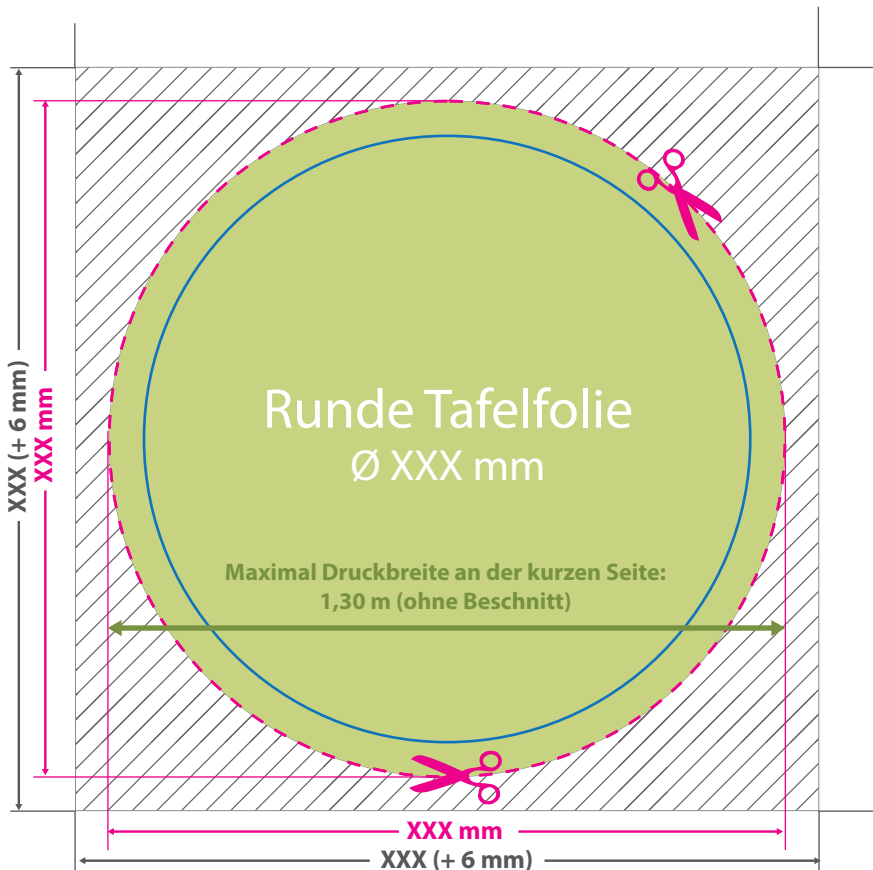 XXX (+ 6 mm)
XXX mm
Runde Tafelfolie
Ø XXX mm
Maximal Druckbreite an der kurzen Seite:
1,30 m (ohne Beschnitt)
XXX mm
XXX (+ 6 mm)